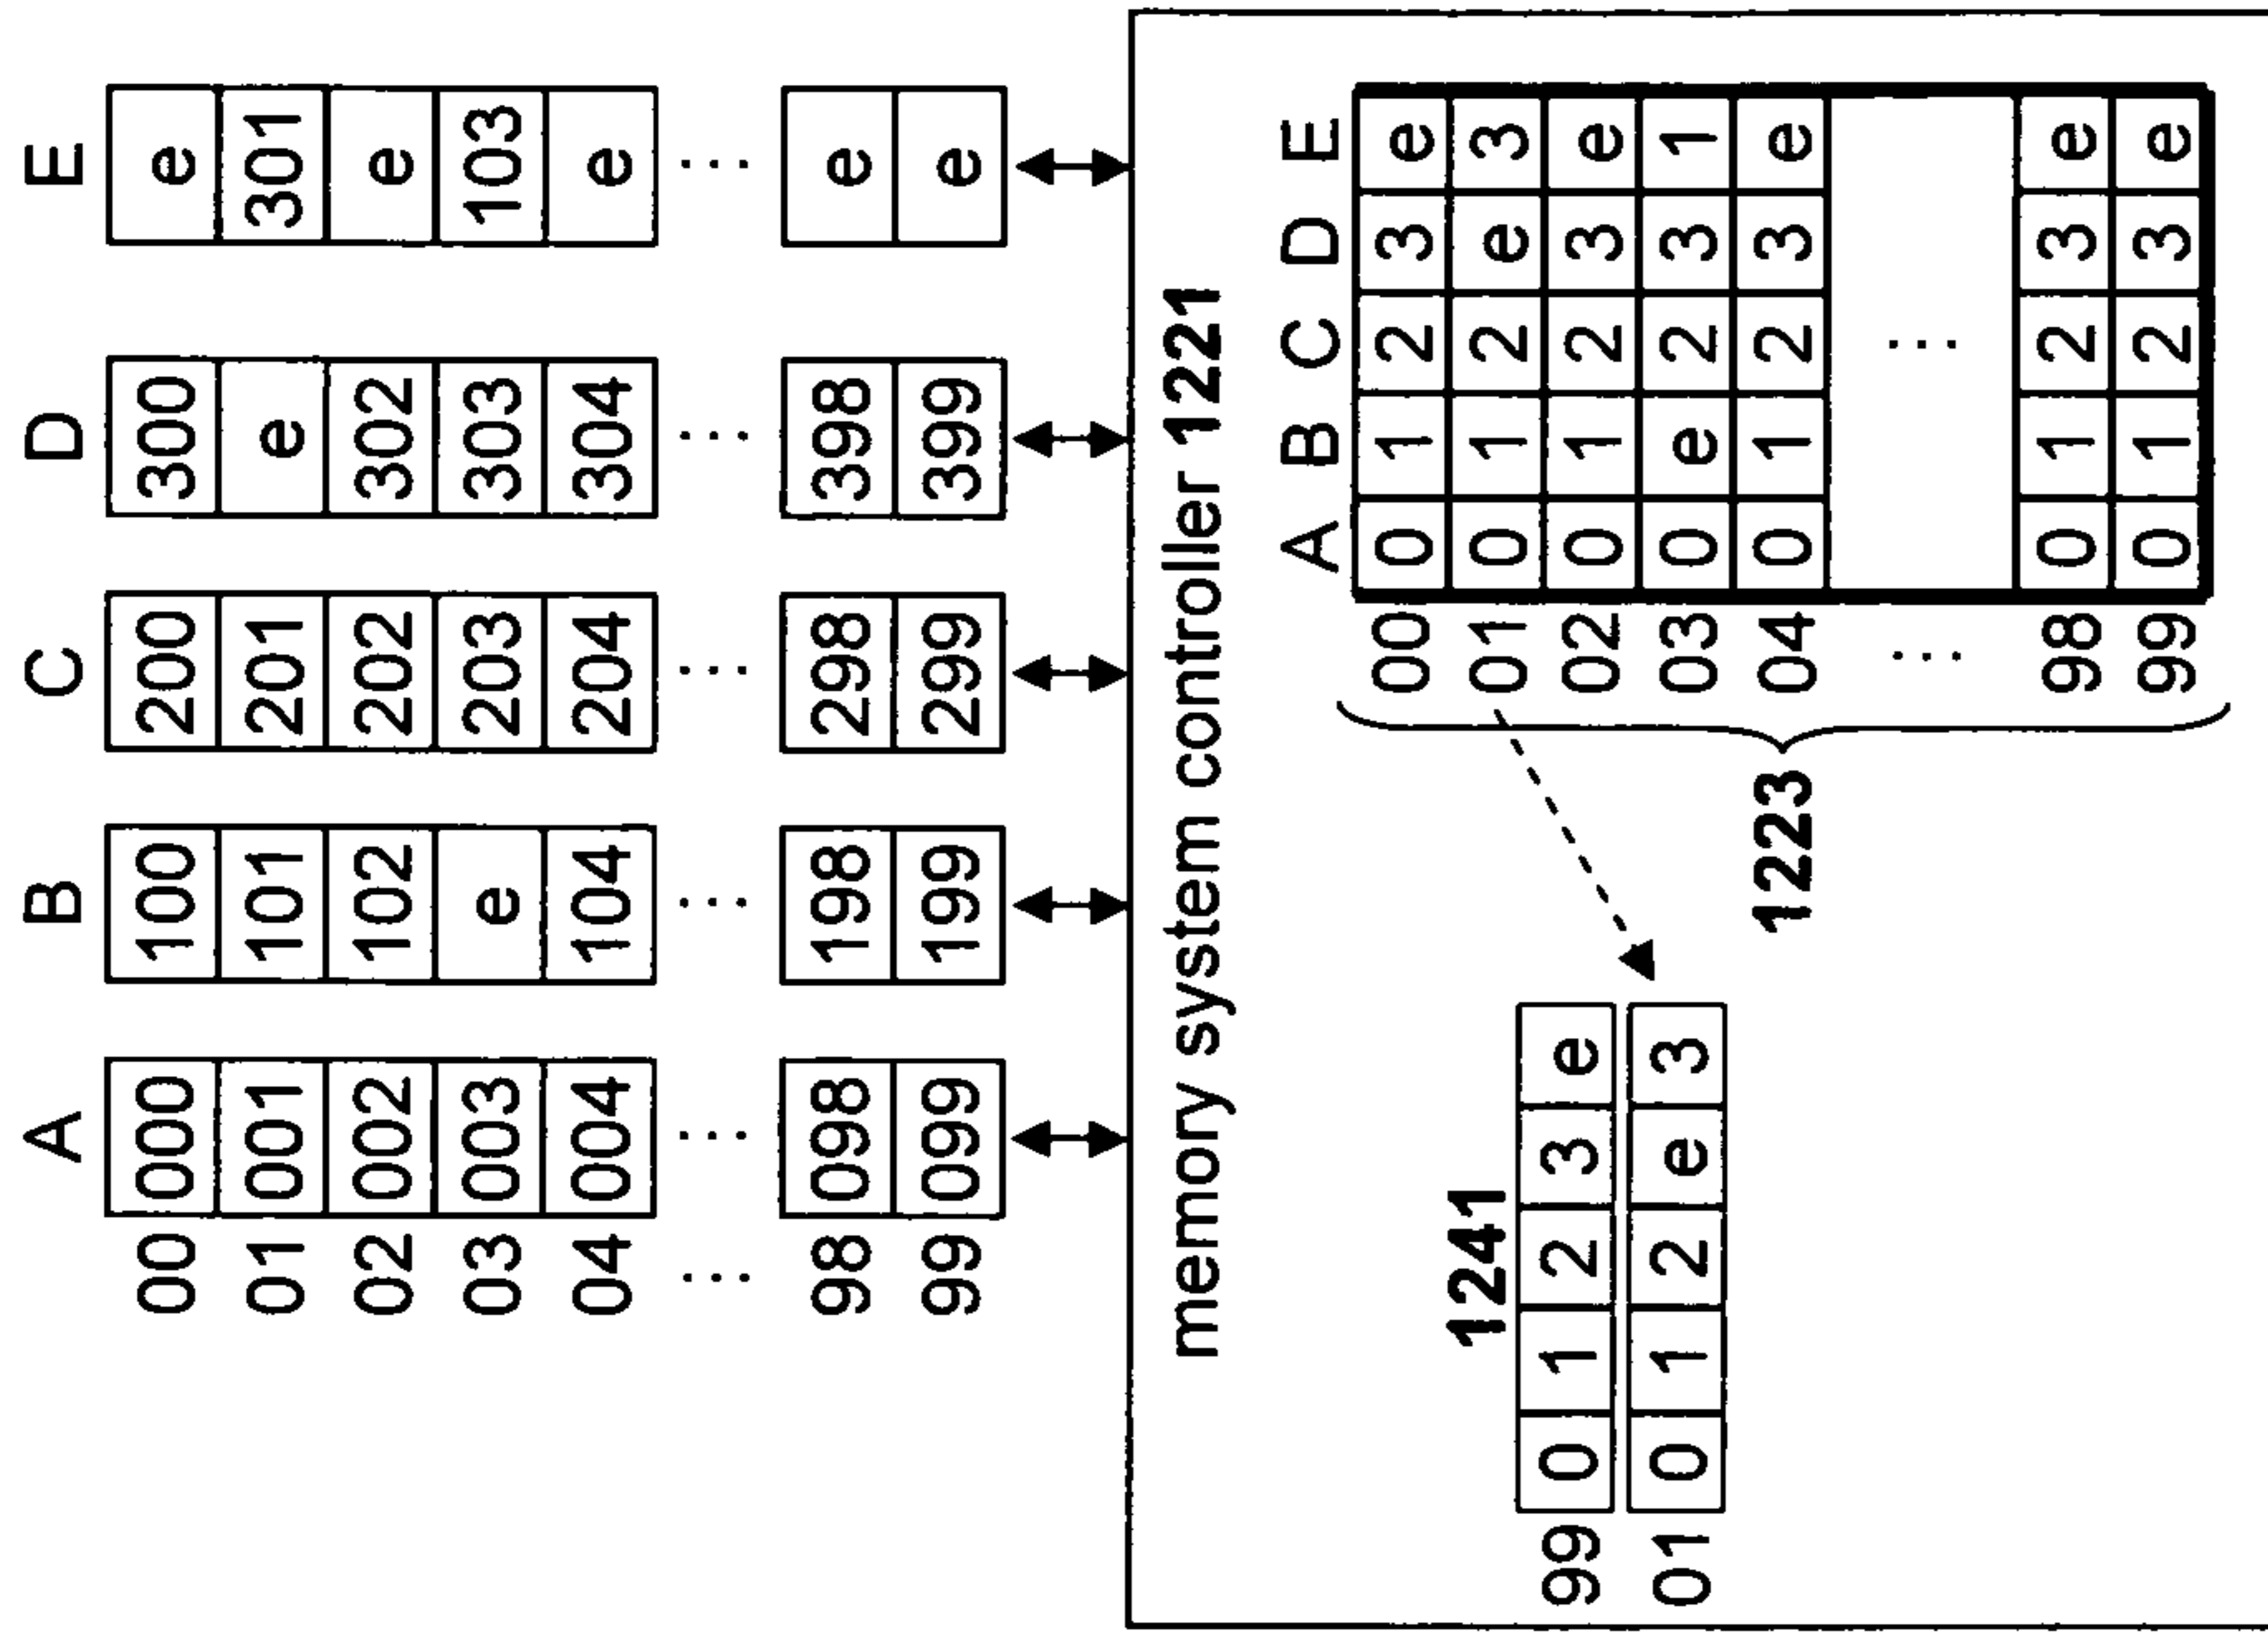 A B C D E
00 000 100 200 300 e
01 001 101 201 e 301
02 002 102 202 302 e
03 003 e 203 303 103
04 004 104 204 304 e
... ... ... ... ... ...
98 098 198 298 398 e
99 099 199 299 399 e
memory system controller 1221
A B C D E
00 0 1 2 3 e
01 0 1 2 e 3
02 0 1 2 3 e
03 0 e 2 3 1
04 0 1 2 3 e
... ...
98 0 1 2 3 e
99 0 1 2 3 e
1223
1241
99 0 1 2 3 e
01 0 1 2 e 3